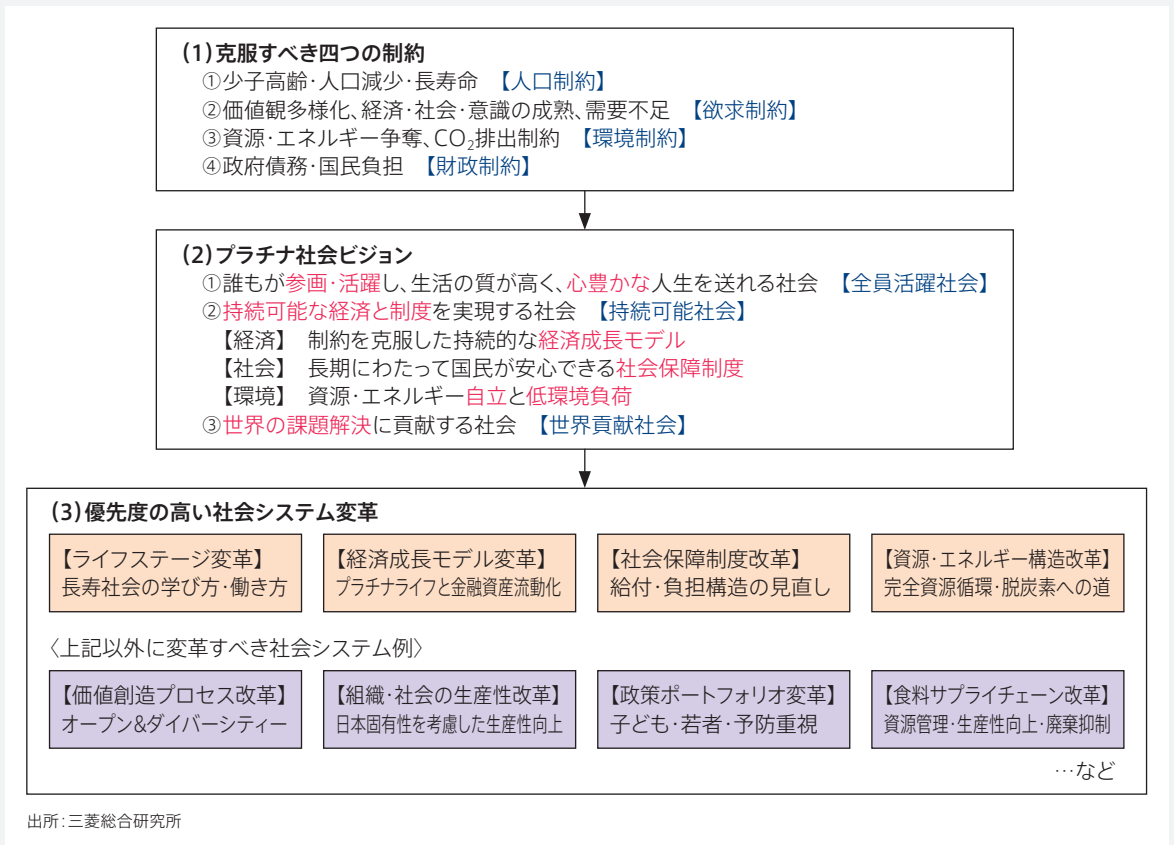 (1)克服すべき四つの制約
①少子高齢・人口減少・長寿命 【人口制約】
②価値観多様化、経済・社会・意識の成熟、需要不足 【欲求制約】
③資源・エネルギー争奪、CO₂排出制約 【環境制約】
④政府債務・国民負担 【財政制約】
(2)プラチナ社会ビジョン
①誰もが参画・活躍し、生活の質が高く、心豊かな人生を送れる社会 【全員活躍社会】
②持続可能な経済と制度を実現する社会 【持続可能社会】
【経済】 制約を克服した持続的な経済成長モデル
【社会】 長期にわたって国民が安心できる社会保障制度
【環境】 資源・エネルギー自立と低環境負荷
③世界の課題解決に貢献する社会 【世界貢献社会】
(3)優先度の高い社会システム変革
【ライフステージ変革】
長寿社会の学び方・働き方
【経済成長モデル変革】
プラチナライフと金融資産流動化
【社会保障制度改革】
給付・負担構造の見直し
【資源・エネルギー構造改革】
完全資源循環・脱炭素への道
〈上記以外に変革すべき社会システム例〉
【価値創造プロセス改革】
オープン&ダイバーシティー
【組織・社会の生産性改革】
日本固有性を考慮した生産性向上
【政策ポートフォリオ変革】
子ども・若者・予防重視
【食料サプライチェーン改革】
資源管理・生産性向上・廃棄抑制
…など
出所:三菱総合研究所